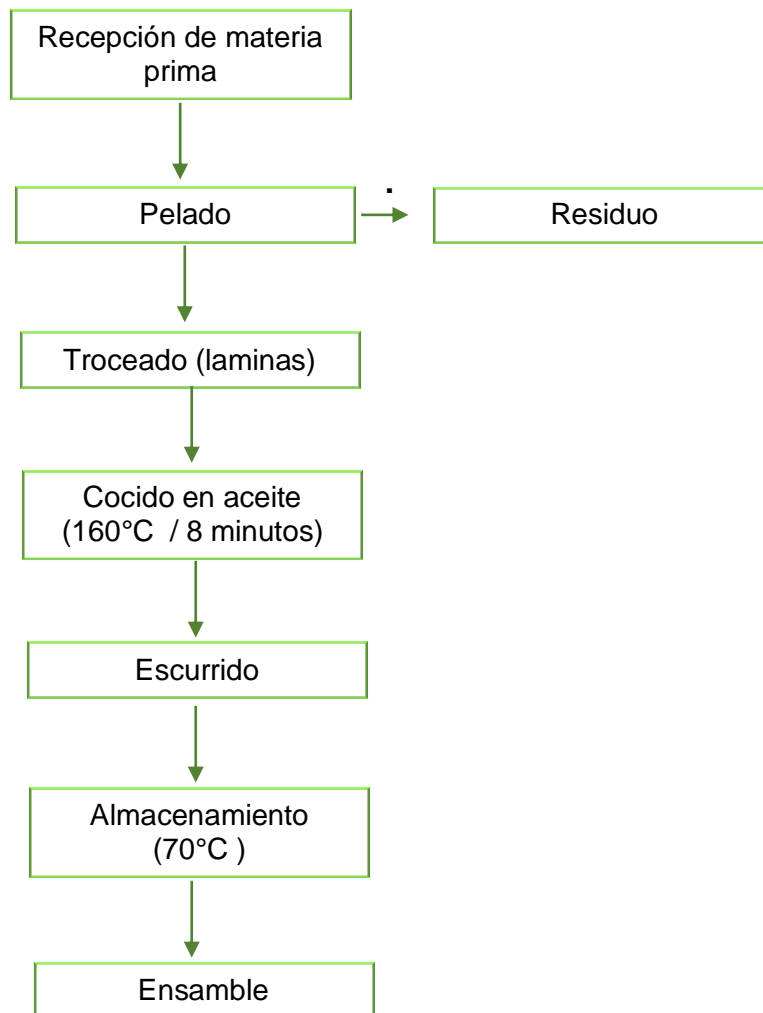 Recepción de materia
prima
.
Pelado
Residuo
Troceado (laminas)
Cocido en aceite
(160°C / 8 minutos)
Escurrido
Almacenamiento
(70°C )
Ensamble